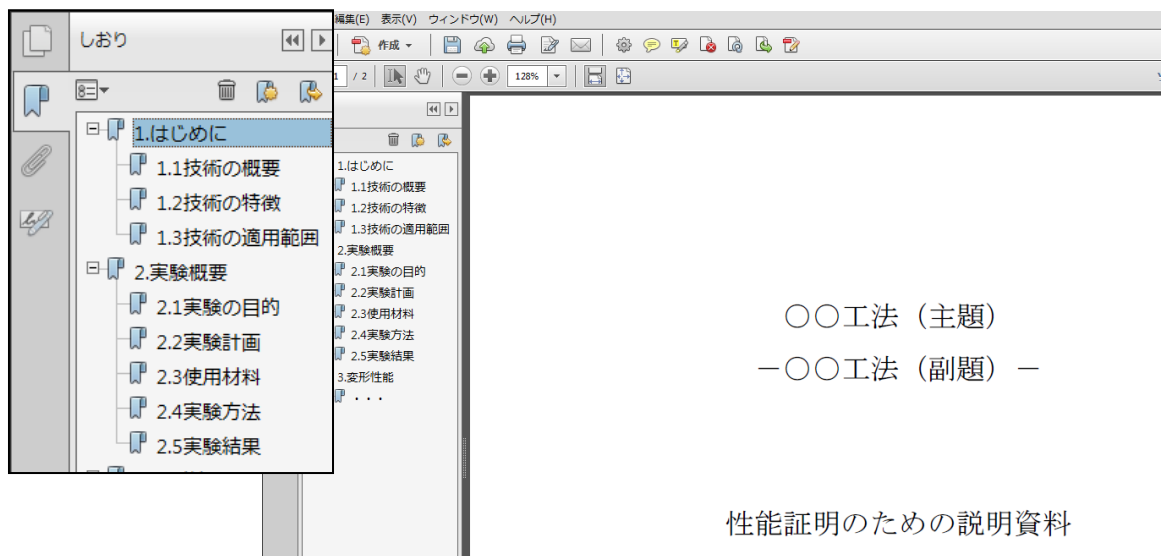 しおり
1.はじめに
1.1技術の概要
1.2技術の特徴
1.3技術の適用範囲
2.実験概要
2.1実験の目的
2.2実験計画
2.3使用材料
2.4実験方法
2.5実験結果
編集(E) 表示(V) ウィンドウ(W) ヘルプ(H)
作成
1 / 2 128%
1.はじめに
1.1技術の概要
1.2技術の特徴
1.3技術の適用範囲
2.実験概要
2.1実験の目的
2.2実験計画
2.3使用材料
2.4実験方法
2.5実験結果
3.変形性能
・・・
○○工法（主題）
－○○工法（副題）－
性能証明のための説明資料